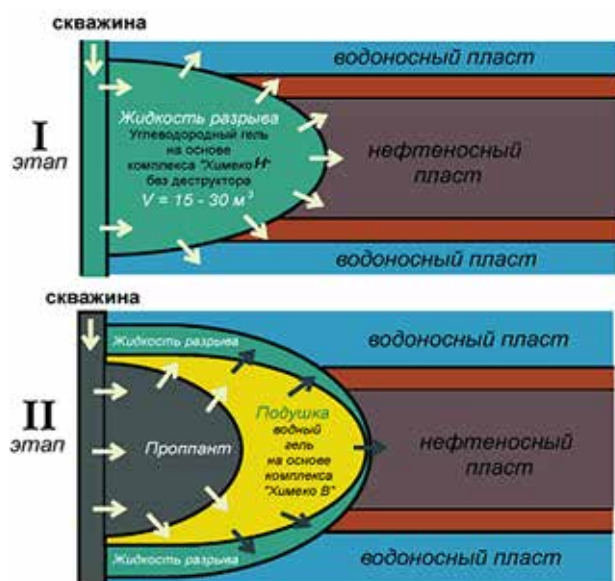 скважина
водоносный пласт
I
этап
Жидкость разрыва
Углеводородный гель
на основе
комплекса "Химеко Н"
без деструктора
V = 15 - 30 м³
нефтеносный
пласт
водоносный пласт
скважина
водоносный пласт
Жидкость разрыва
II
этап
Проппант
Подушка
водный
гель
на основе
комплекса
"Химеко В"
нефтеносный
пласт
Жидкость разрыва
водоносный пласт